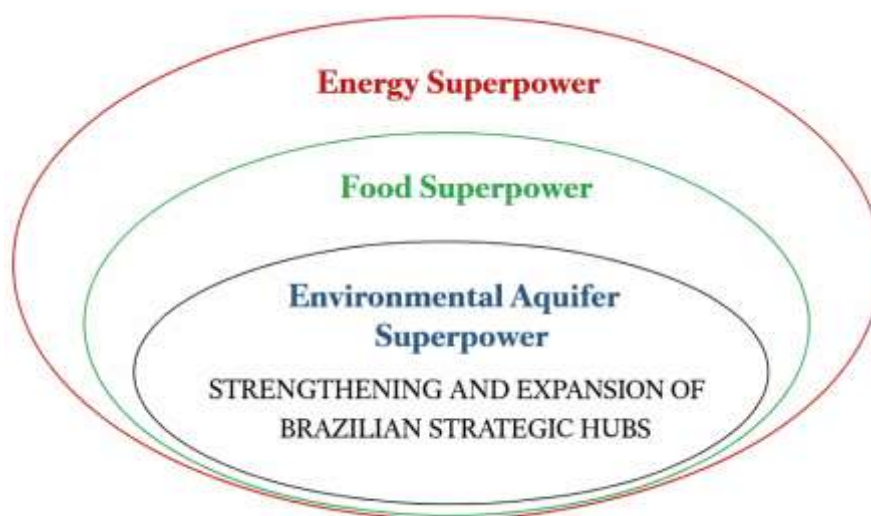 Energy Superpower
Food Superpower
Environmental Aquifer
Superpower
STRENGTHENING AND EXPANSION OF
BRAZILIAN STRATEGIC HUBS